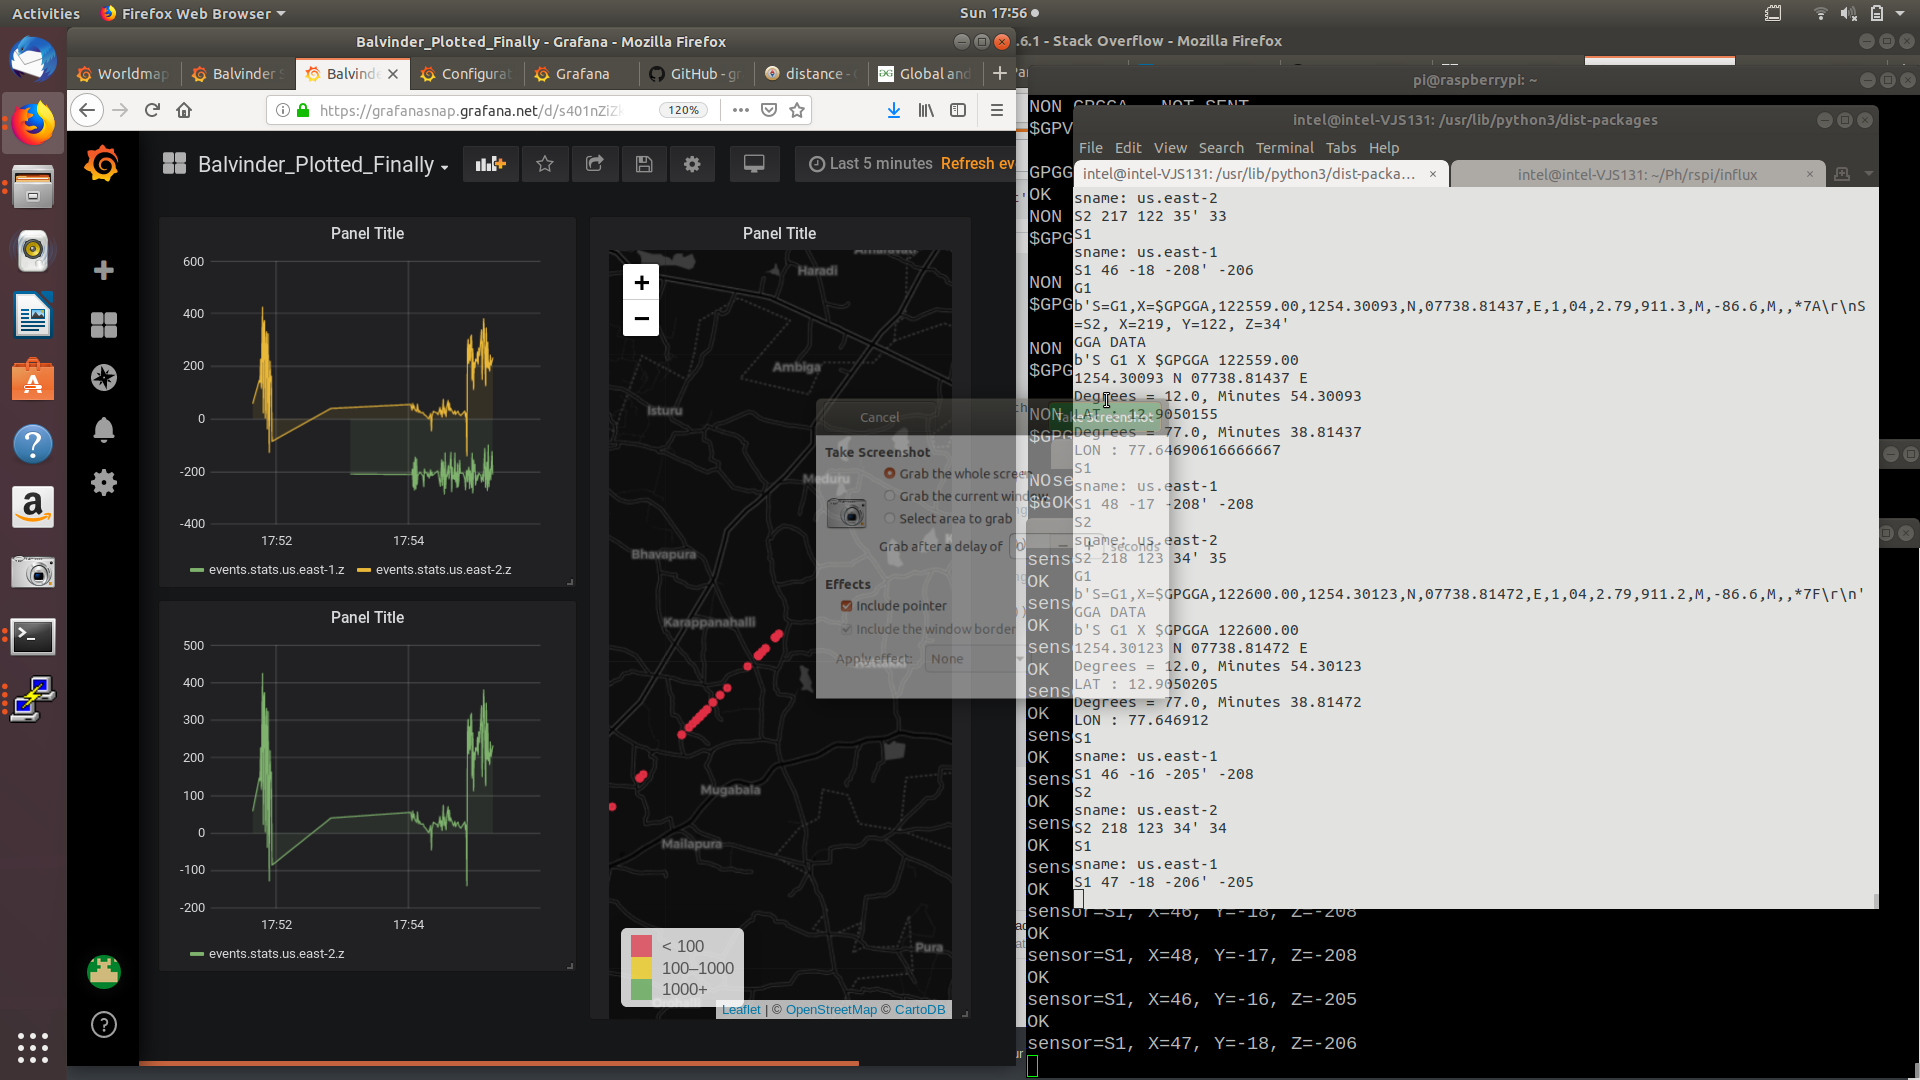 Activities
Firefox Web Browser
Sun 17:56
Balvinder_Plotted_Finally - Grafana - Mozilla Firefox
.6.1 - Stack Overflow - Mozilla Firefox
Worldmap
Balvinder S
Balvinde
Configurat
Grafana
GitHub - gr
distance -
Global and
pi@raspberrypi: ~
https://grafanasnap.grafana.net/d/s401nZiZk
120%
Balvinder_Plotted_Finally
Last 5 minutes
Refresh ev
Panel Title
600
400
200
0
-200
-400
17:52
17:54
events.stats.us.east-1.z
events.stats.us.east-2.z
Panel Title
500
400
300
200
100
0
-100
-200
17:52
17:54
events.stats.us.east-2.z
Panel Title
+
−
Haradi
Ambiga
Isturu
Meduru
Bhavapura
Karappanahalli
Mugabala
Mailapura
Pura
< 100
100–1000
1000+
Leaflet | © OpenStreetMap © CartoDB
Cancel
Take Screenshot
Take Screenshot
Grab the whole screen
Grab the current window
Select area to grab
Grab after a delay of
0
−
+
seconds
Effects
Include pointer
Include the window border
Apply effect:
None
intel@intel-VJS131: /usr/lib/python3/dist-packages
File Edit View Search Terminal Tabs Help
intel@intel-VJS131: /usr/lib/python3/dist-packa...
intel@intel-VJS131: ~/Ph/rspi/influx
sname: us.east-2
S2 217 122 35' 33
S1
sname: us.east-1
S1 46 -18 -208' -206
G1
b'S=G1,X=$GPGGA,122559.00,1254.30093,N,07738.81437,E,1,04,2.79,911.3,M,-86.6,M,,*7A\r\nS
=S2, X=219, Y=122, Z=34'
GGA DATA
b'S G1 X $GPGGA 122559.00
1254.30093 N 07738.81437 E
Degrees = 12.0, Minutes 54.30093
LAT : 12.9050155
Degrees = 77.0, Minutes 38.81437
LON : 77.64690616666667
S1
sname: us.east-1
S1 48 -17 -208' -208
S2
sname: us.east-2
S2 218 123 34' 35
G1
b'S=G1,X=$GPGGA,122600.00,1254.30123,N,07738.81472,E,1,04,2.79,911.2,M,-86.6,M,,*7F\r\n'
GGA DATA
b'S G1 X $GPGGA 122600.00
1254.30123 N 07738.81472 E
Degrees = 12.0, Minutes 54.30123
LAT : 12.9050205
Degrees = 77.0, Minutes 38.81472
LON : 77.646912
S1
sname: us.east-1
S1 46 -16 -205' -208
S2
sname: us.east-2
S2 218 123 34' 34
S1
sname: us.east-1
S1 47 -18 -206' -205
$GPV
GPGG
OK
NON
$GPG
NON
$GPG
NON
$GPG
NON
$GPG
NOse
$GOK
sens
OK
sens
OK
sens
OK
sens
OK
sens
OK
sens
OK
sens
OK
sens
OK
sensor=S1, X=46, Y=-18, Z=-208
OK
sensor=S1, X=48, Y=-17, Z=-208
OK
sensor=S1, X=46, Y=-16, Z=-205
OK
sensor=S1, X=47, Y=-18, Z=-206